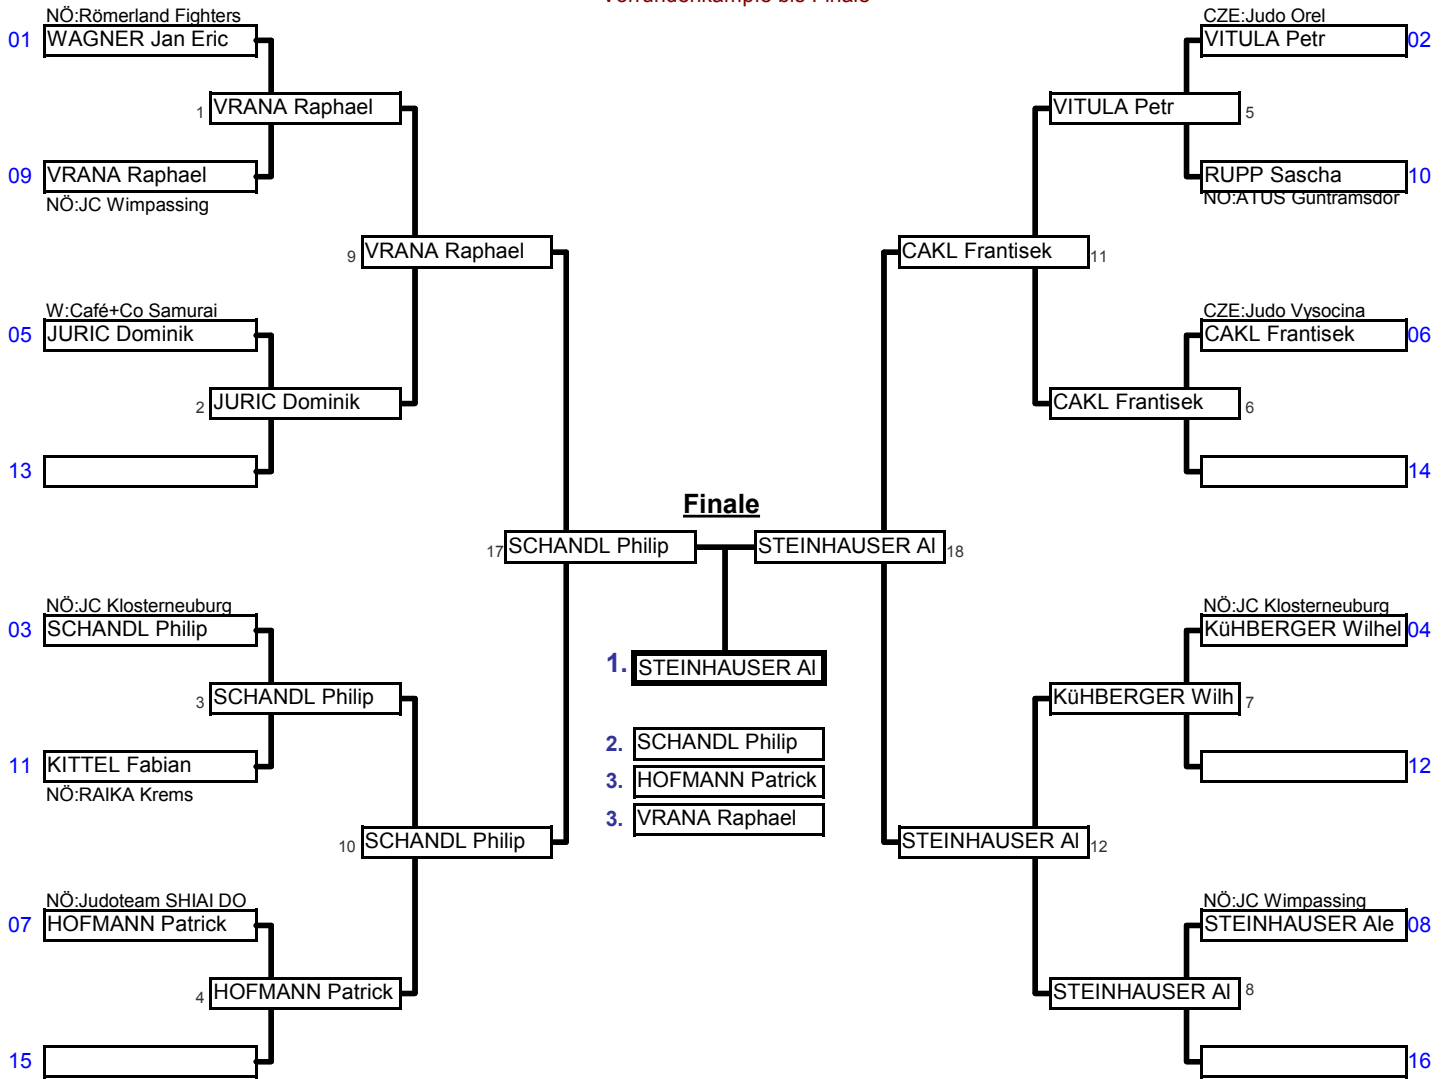 Vorrundenkämpfe bis Finale
NÖ:Römerland Fighters
01 WAGNER Jan Eric
1 VRANA Raphael
09 VRANA Raphael
NÖ:JC Wimpassing
9 VRANA Raphael
W:Café+Co Samurai
05 JURIC Dominik
2 JURIC Dominik
13
17 SCHANDL Philip
NÖ:JC Klosterneuburg
03 SCHANDL Philip
3 SCHANDL Philip
11 KITTEL Fabian
NÖ:RAIKA Krems
10 SCHANDL Philip
NÖ:Judoteam SHIAI DO
07 HOFMANN Patrick
4 HOFMANN Patrick
15
Finale
1. STEINHAUSER Al
2. SCHANDL Philip
3. HOFMANN Patrick
3. VRANA Raphael
CZE:Judo Orel
VITULA Petr 02
VITULA Petr 5
RUPP Sascha 10
NÖ:ATUS Guntramsdor
CAKL Frantisek 11
CZE:Judo Vysocina
CAKL Frantisek 06
CAKL Frantisek 6
14
STEINHAUSER Al 18
NÖ:JC Klosterneuburg
KüHBERGER Wilhel 04
KüHBERGER Wilh 7
12
STEINHAUSER Al 12
NÖ:JC Wimpassing
STEINHAUSER Ale 08
STEINHAUSER Al 8
16